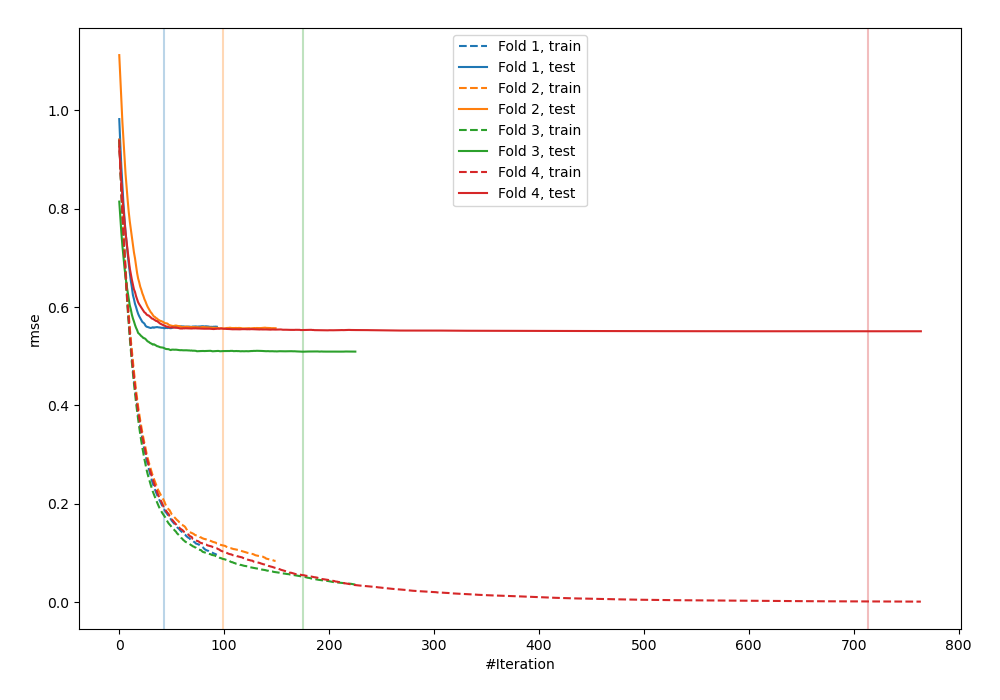 Fold 1, train
Fold 1, test
Fold 2, train
Fold 2, test
Fold 3, train
Fold 3, test
Fold 4, train
Fold 4, test
1.0
0.8
0.6
0.4
0.2
0.0
rmse
0 100 200 300 400 500 600 700 800
#Iteration